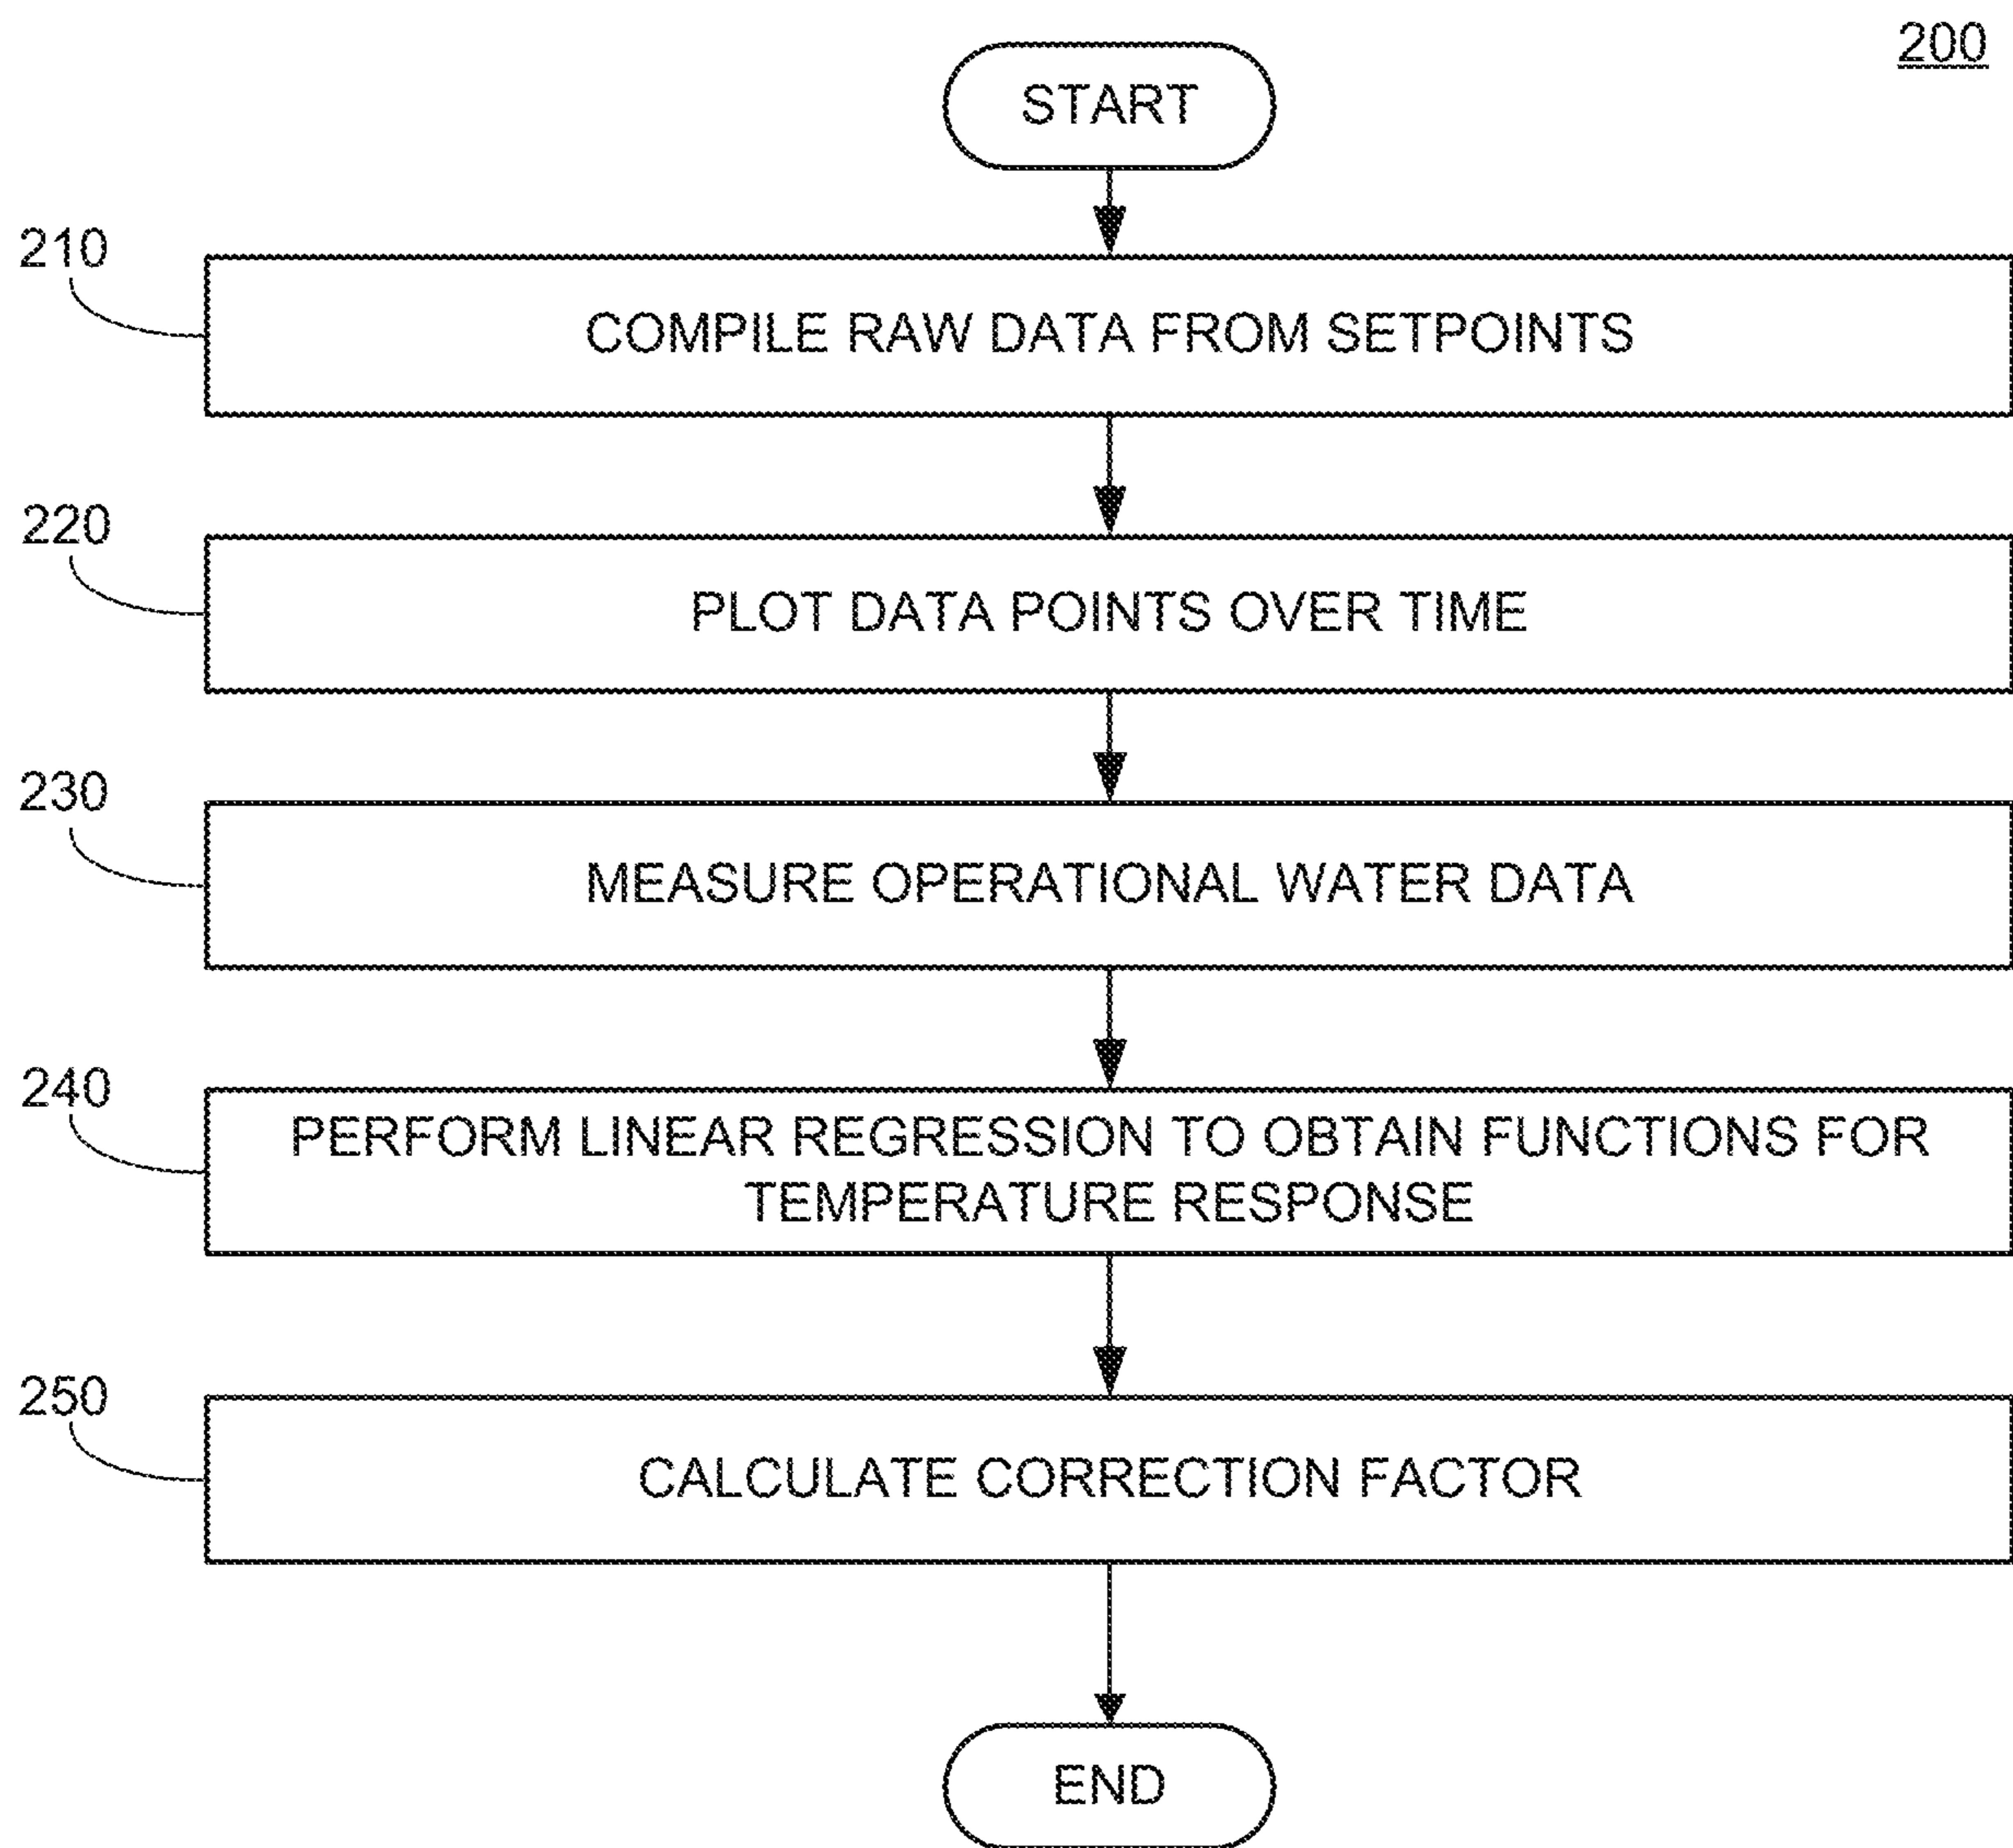 200
START
210
COMPILE RAW DATA FROM SETPOINTS
220
PLOT DATA POINTS OVER TIME
230
MEASURE OPERATIONAL WATER DATA
240
PERFORM LINEAR REGRESSION TO OBTAIN FUNCTIONS FOR
TEMPERATURE RESPONSE
250
CALCULATE CORRECTION FACTOR
END